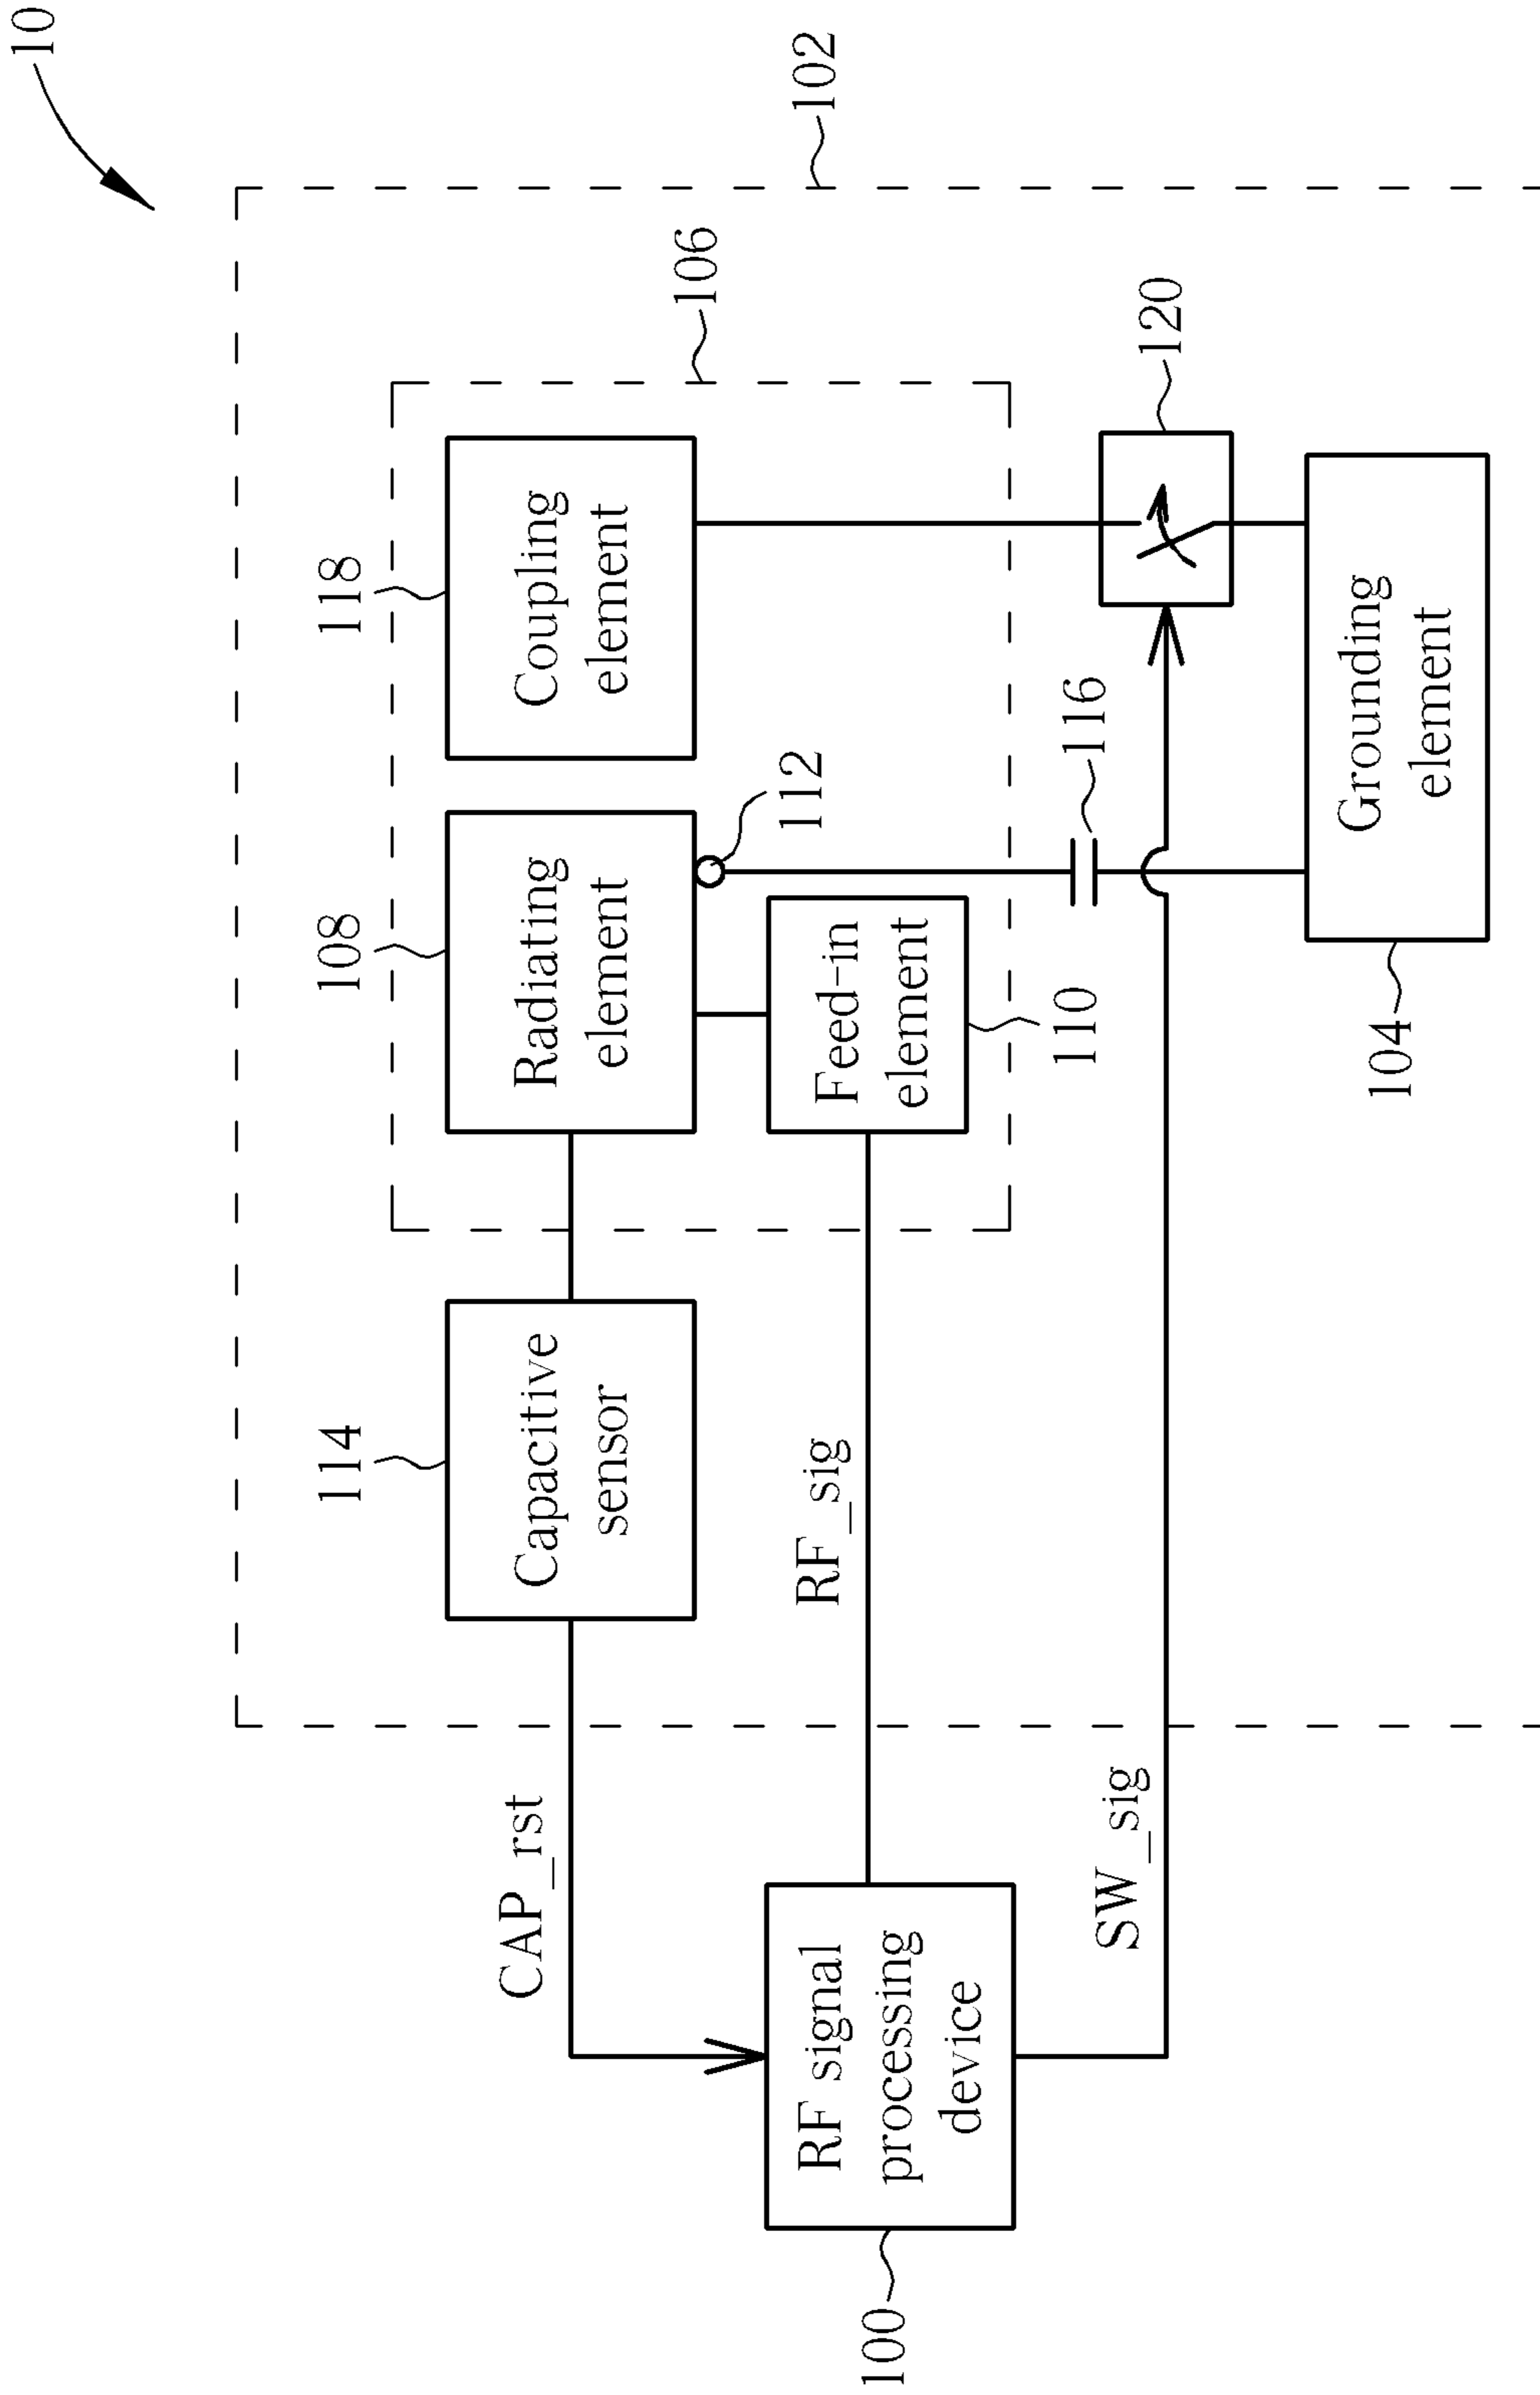 10
102
106
118
108
114
Coupling
element
Radiating
element
Capacitive
sensor
112
Feed-in
element
110
116
120
CAP_rst
RF_sig
SW_sig
RF signal
processing
device
100
Grounding
element
104